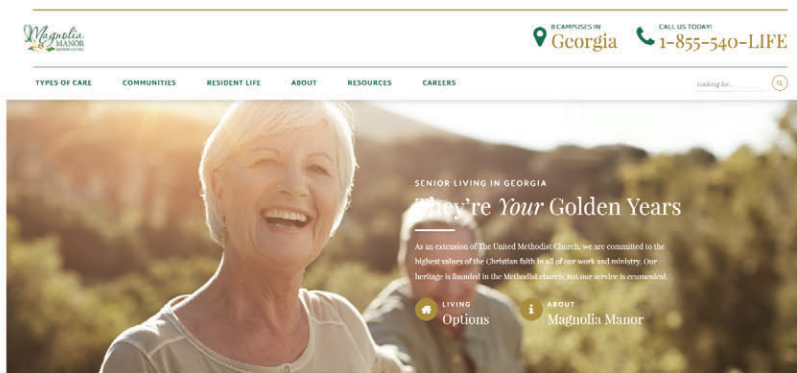 Magnolia
MANOR
8 CAMPUSES IN
Georgia
CALL US TODAY!
1-855-540-LIFE
TYPES OF CARE COMMUNITIES RESIDENT LIFE ABOUT RESOURCES CAREERS
Looking for...
SENIOR LIVING IN GEORGIA
They're Your Golden Years
As an extension of The United Methodist Church, we are committed to the
highest values of the Christian faith in all of our work and ministry. Our
heritage is founded in the Methodist church, but our service is ecumenical.
LIVING
Options
ABOUT
Magnolia Manor